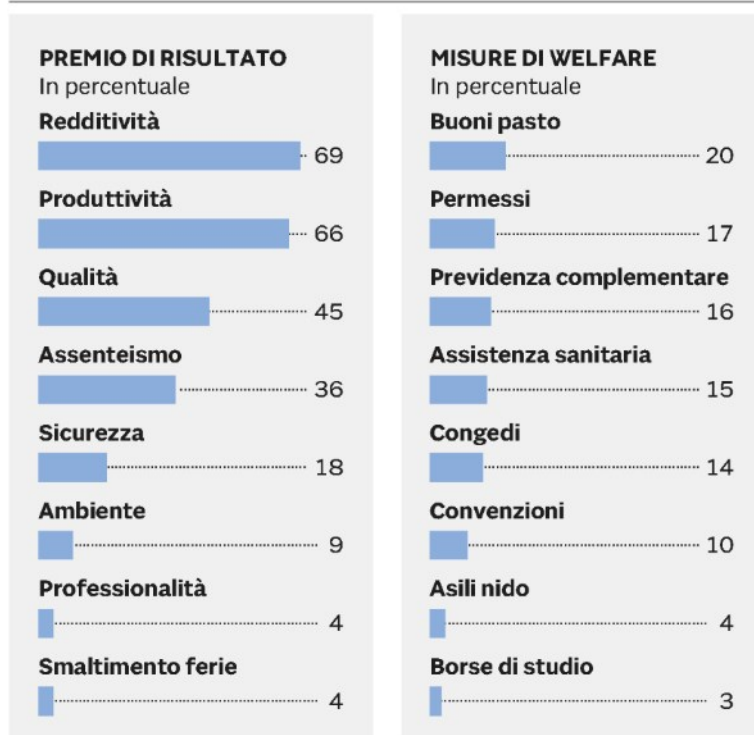 PREMIO DI RISULTATO
In percentuale
Redditività
69
Produttività
66
Qualità
45
Assenteismo
36
Sicurezza
18
Ambiente
9
Professionalità
4
Smaltimento ferie
4
MISURE DI WELFARE
In percentuale
Buoni pasto
20
Permessi
17
Previdenza complementare
16
Assistenza sanitaria
15
Congedi
14
Convenzioni
10
Asili nido
4
Borse di studio
3